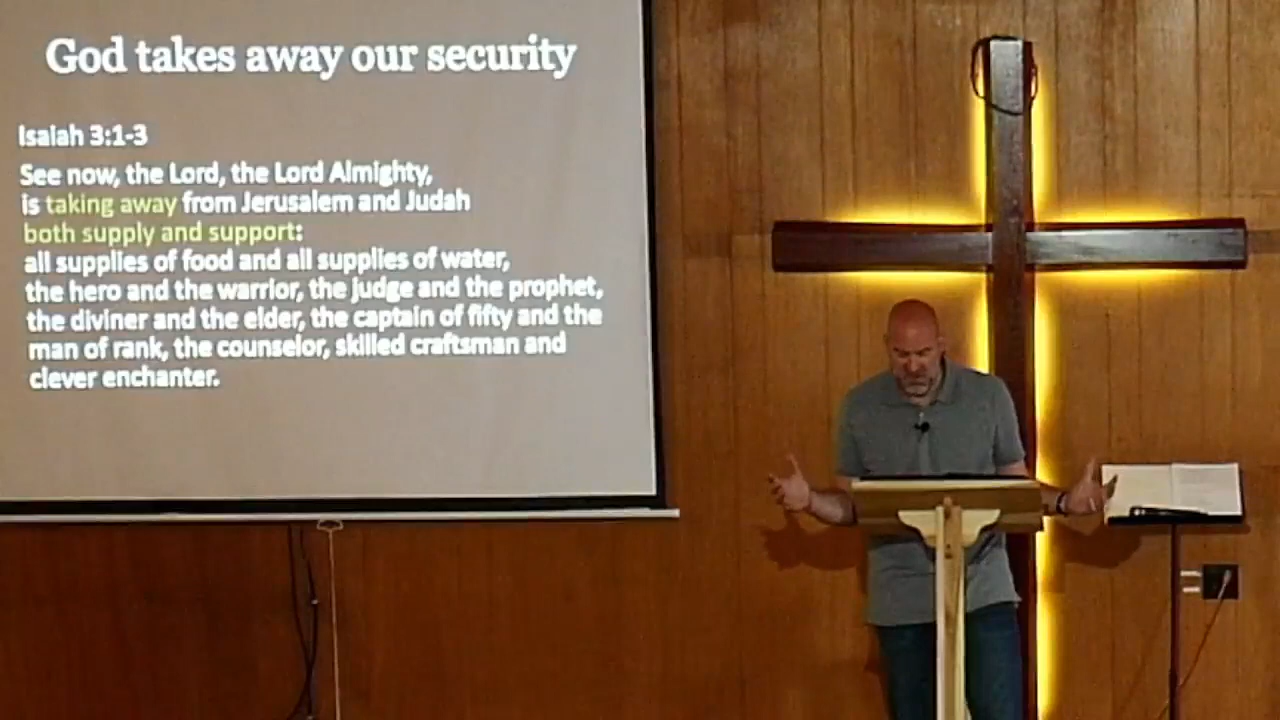 God takes away our security
Isaiah 3:1-3
See now, the Lord, the Lord Almighty,
is taking away from Jerusalem and Judah
both supply and support:
all supplies of food and all supplies of water,
the hero and the warrior, the judge and the prophet,
the diviner and the elder, the captain of fifty and the
man of rank, the counselor, skilled craftsman and
clever enchanter.